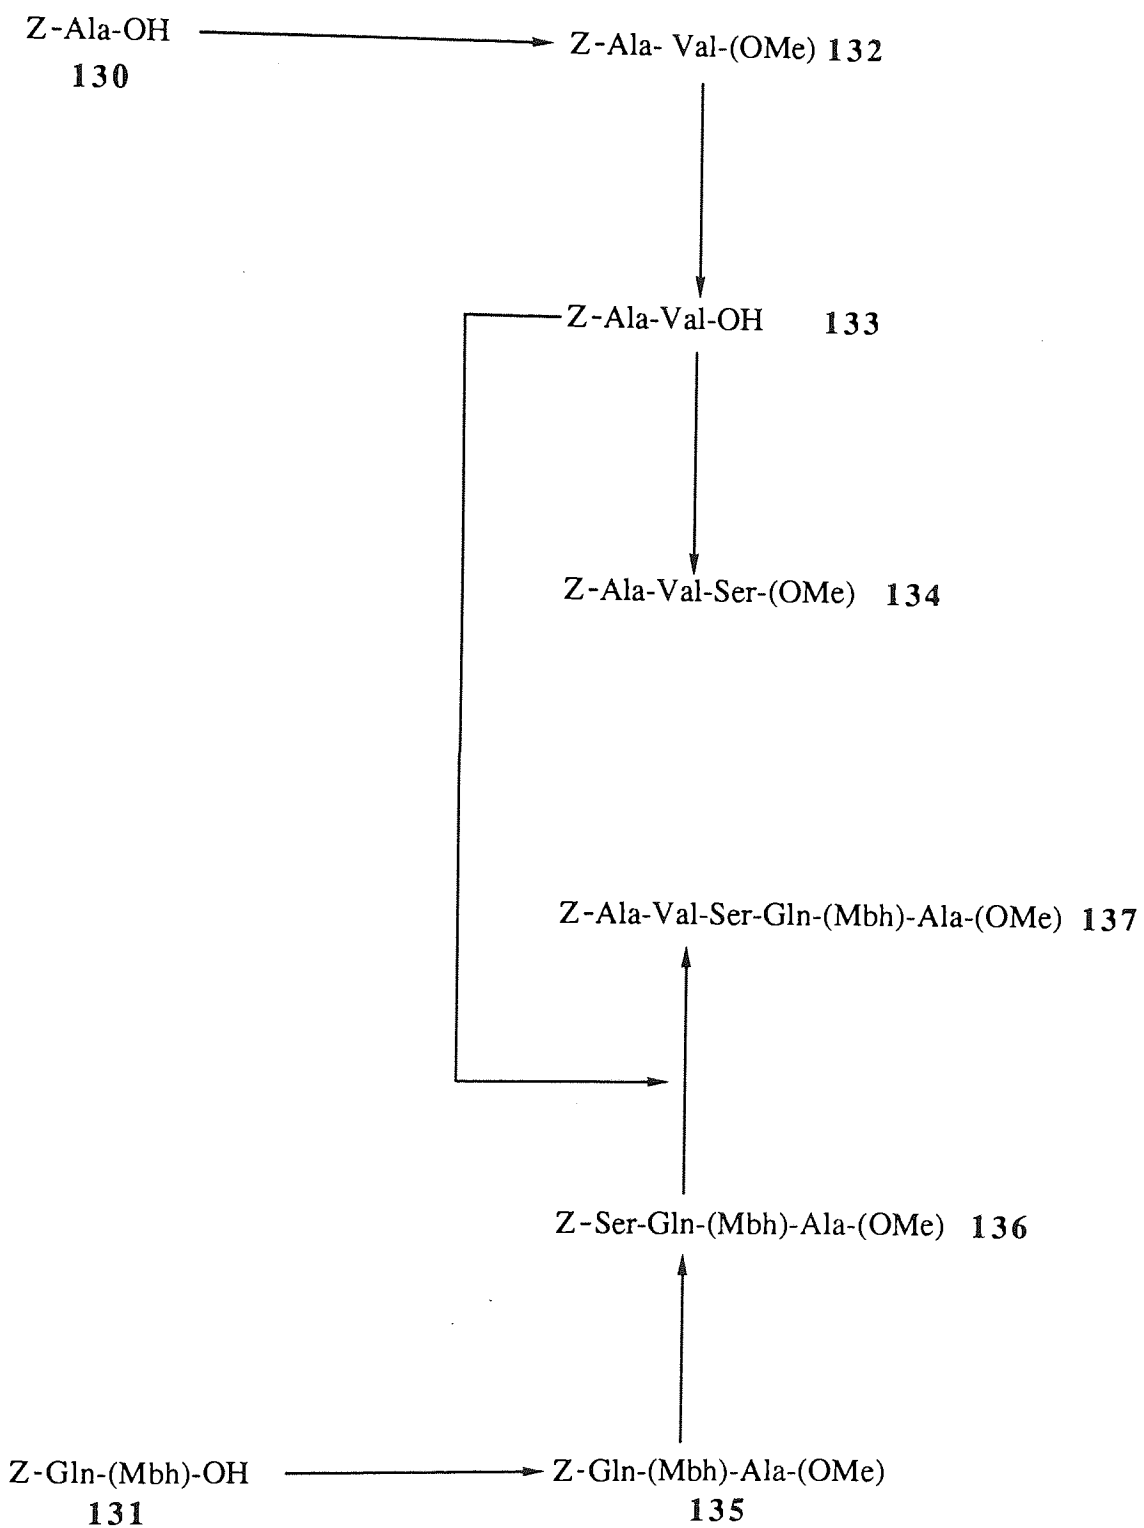 Z-Ala-OH
130
Z-Ala- Val-(OMe) 132
Z-Ala-Val-OH 133
Z-Ala-Val-Ser-(OMe) 134
Z-Ala-Val-Ser-Gln-(Mbh)-Ala-(OMe) 137
Z-Ser-Gln-(Mbh)-Ala-(OMe) 136
Z-Gln-(Mbh)-OH
131
Z-Gln-(Mbh)-Ala-(OMe)
135